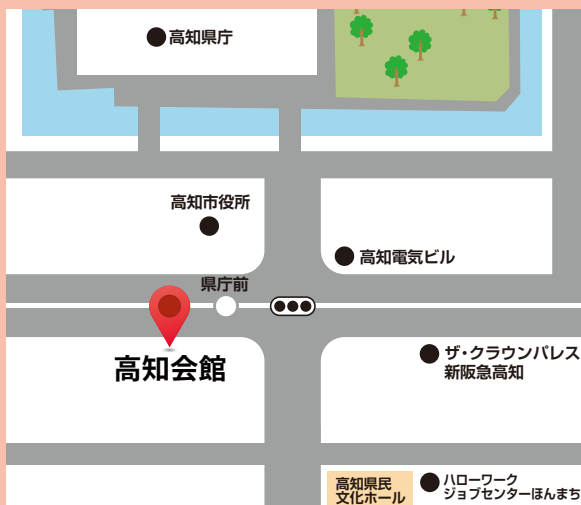 高知県庁
高知市役所
高知電気ビル
県庁前
高知会館
ザ・クラウンパレス
新阪急高知
高知県民
文化ホール
ハローワーク
ジョブセンターほんまち